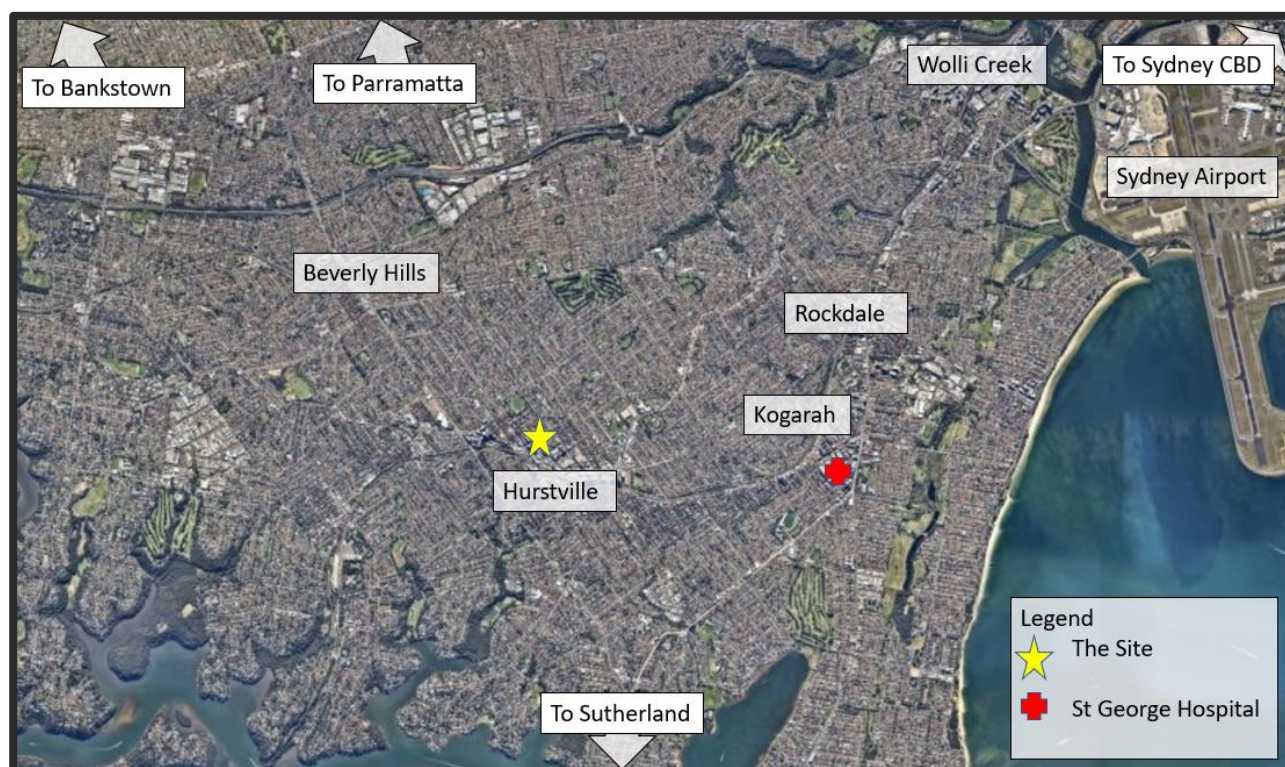 To Bankstown
To Parramatta
Wolli Creek
To Sydney CBD
Sydney Airport
Beverly Hills
Rockdale
Kogarah
Hurstville
To Sutherland
Legend
The Site
St George Hospital